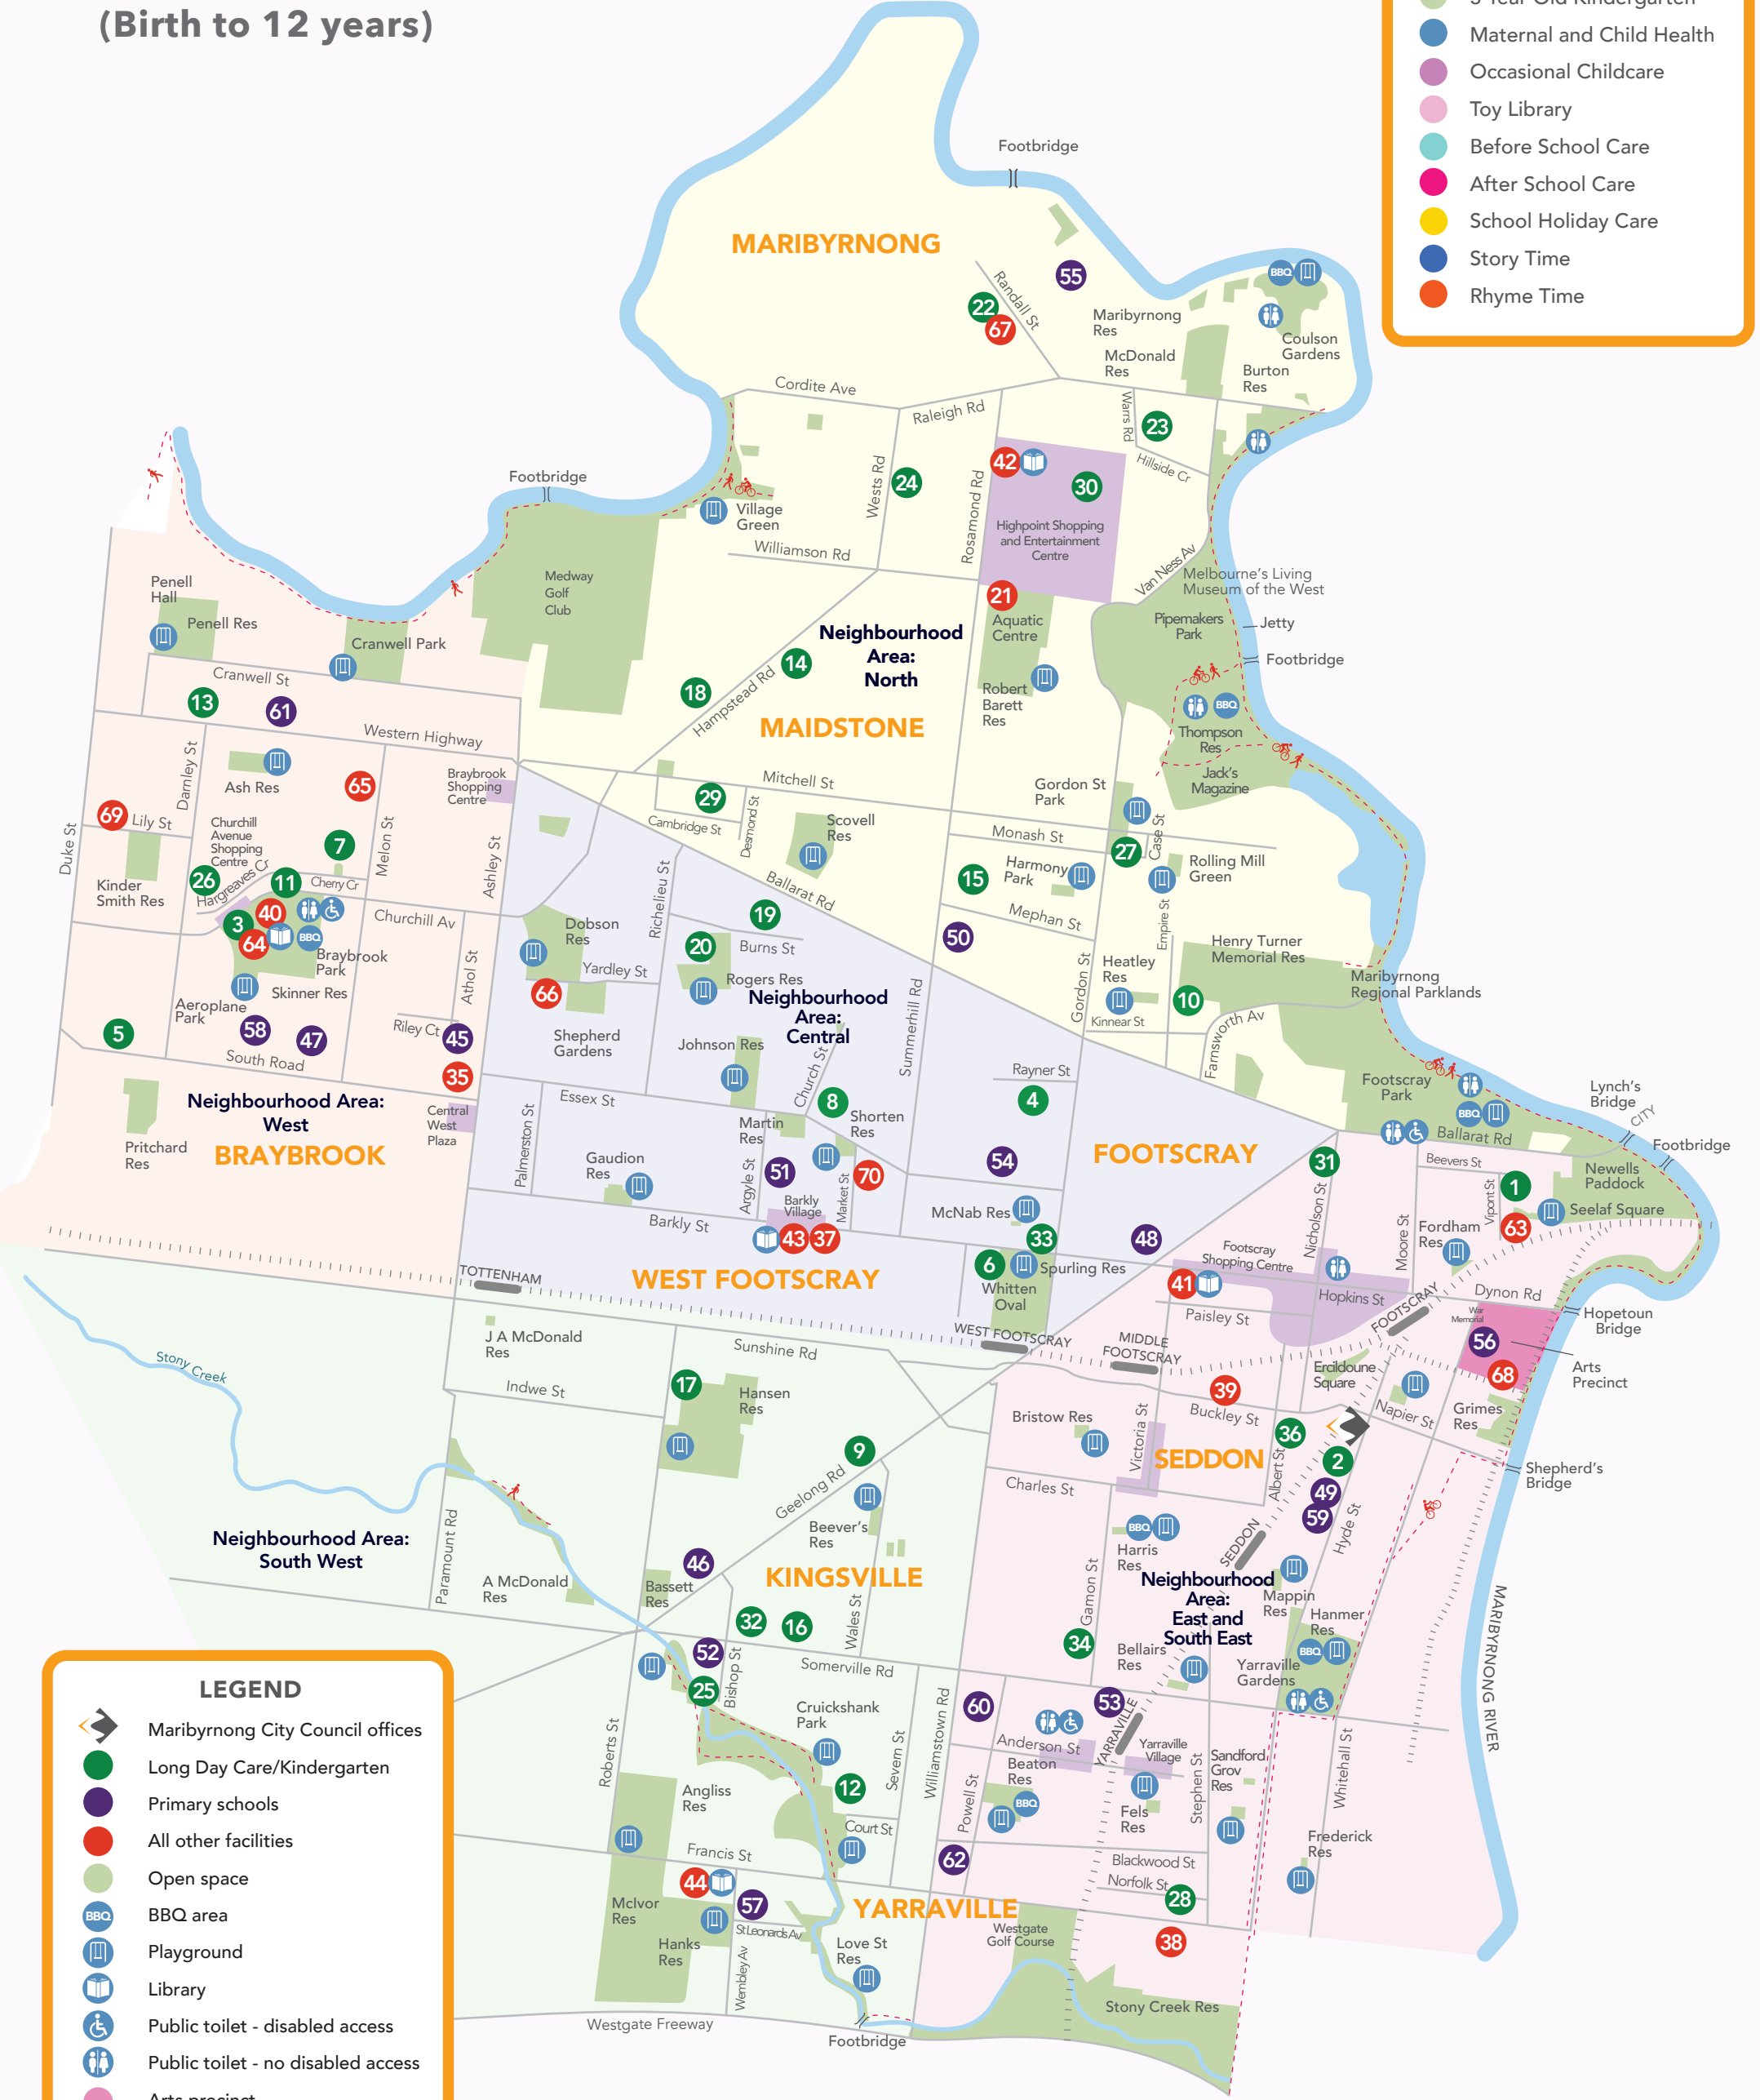 (Birth to 12 years)
3 Year Old Kindergarten
Maternal and Child Health
Occasional Childcare
Toy Library
Before School Care
After School Care
School Holiday Care
Story Time
Rhyme Time
Footbridge
MARIBYRNONG
55
BBQ
Randall St
22
67
Maribyrnong
Res
McDonald
Res
Coulson
Gardens
Burton
Res
Cordite Ave
Raleigh Rd
Warrs Rd
23
Hillside Cr
Footbridge
Wests Rd
24
Rosamond Rd
42
30
Highpoint Shopping
and Entertainment
Centre
Village
Green
Williamson Rd
Van Ness Av
Medway
Golf
Club
Penell
Hall
Penell Res
Cranwell Park
Melbourne's Living
Museum of the West
21
Aquatic
Centre
Pipemakers
Park
Jetty
Footbridge
Neighbourhood
Area:
North
14
18
Hampstead Rd
Cranwell St
13
61
Robert
Barett
Res
BBQ
Thompson
Res
MAIDSTONE
Western Highway
Darnley St
Ash Res
65
Braybrook
Shopping
Centre
Mitchell St
Gordon St
Park
Jack's
Magazine
69
Lily St
29
Cambridge St
Desmond St
Scovell
Res
Monash St
Case St
27
Duke St
Churchill
Avenue
Shopping
Centre
7
Melon St
Ashley St
Richelieu St
Ballarat Rd
15
Harmony
Park
Rolling Mill
Green
Kinder
Smith Res
26
Hargreaves Cr
11
Cherry Cr
40
3
64
BBQ
Churchill Av
Braybrook
Park
Dobson
Res
19
20
Burns St
Mephan St
50
Empire St
Henry Turner
Memorial Res
Yardley St
66
Rogers Res
Athol St
Skinner Res
Aeroplane
Park
Heatley
Res
10
Maribyrnong
Regional Parklands
Neighbourhood
Area:
Central
Summerhill Rd
Gordon St
Kinnear St
Farnsworth Av
5
58
47
Riley Ct
45
South Road
35
Shepherd
Gardens
Johnson Res
Church St
Rayner St
4
Essex St
8
Shorten
Res
Martin
Res
Footscray
Park
BBQ
Lynch's
Bridge
CITY
Ballarat Rd
Footbridge
Neighbourhood Area:
West
BRAYBROOK
Pritchard
Res
Central
West
Plaza
Palmerston St
Gaudion
Res
Argyle St
51
Market St
70
54
FOOTSCRAY
31
Beevers St
Newells
Paddock
Vipont St
1
Seelaf Square
63
Barkly
Village
Barkly St
43
37
McNab Res
33
48
6
Spurling Res
Whitten
Oval
Nicholson St
Moore St
Fordham
Res
Footscray
Shopping Centre
41
Hopkins St
Paisley St
FOOTSCRAY
Dynon Rd
War
Memorial
56
68
Arts
Precinct
Hopetoun
Bridge
TOTTENHAM
WEST FOOTSCRAY
WEST FOOTSCRAY
MIDDLE
FOOTSCRAY
Stony Creek
J A McDonald
Res
Sunshine Rd
Indwe St
17
Hansen
Res
39
Buckley St
Ercildoune
Square
Napier St
Grimes
Res
Bristow Res
Victoria St
SEDDON
36
Albert St
2
Shepherd's
Bridge
9
Geelong Rd
Charles St
49
59
Hyde St
Beever's
Res
Neighbourhood Area:
South West
Paramount Rd
A McDonald
Res
46
KINGSVILLE
Bassett
Res
BBQ
Harris
Res
SEDDON
Gamon St
Neighbourhood
Area:
East and
South East
Mappin
Res
Hanmer
Res
BBQ
MARIBYRNONG RIVER
32
16
Wales St
34
Bellairs
Res
Yarraville
Gardens
52
25
Bishop St
Somerville Rd
Cruickshank
Park
Severn St
Williamstown Rd
60
53
YARRAVILLE
Anderson St
Yarraville
Village
Beaton
Res
BBQ
Sandford
Grov
Res
Stephen St
Whitehall St
Roberts St
12
Angliss
Res
Court St
Powell St
Fels
Res
Francis St
62
Blackwood St
Frederick
Res
44
57
McIvor
Res
Norfolk St
28
YARRAVILLE
St Leonards Av
Hanks
Res
Wembley Av
Love St
Res
Westgate
Golf Course
38
Stony Creek Res
Westgate Freeway
Footbridge
LEGEND
Maribyrnong City Council offices
Long Day Care/Kindergarten
Primary schools
All other facilities
Open space
BBQ
BBQ area
Playground
Library
Public toilet - disabled access
Public toilet - no disabled access
Arts precinct